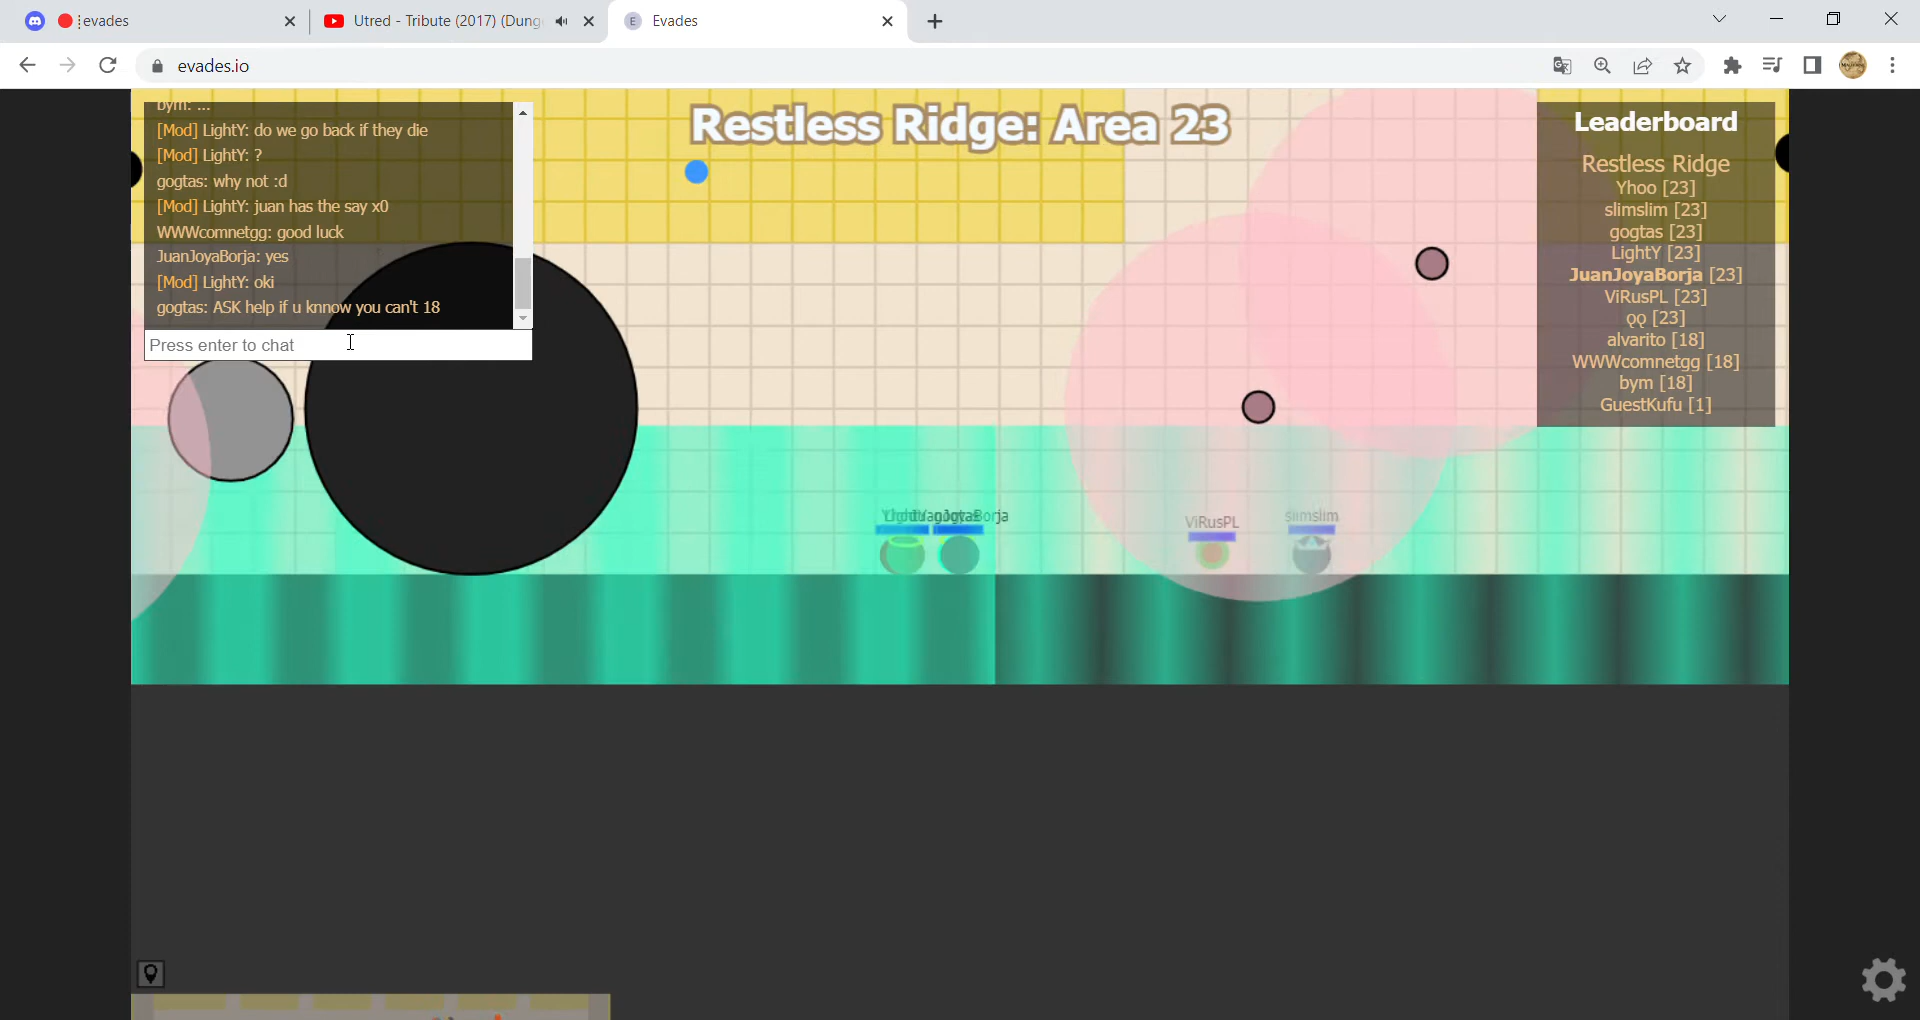 evades
Utred - Tribute (2017) (Dung
E Evades
evades.io
Restless Ridge: Area 23
bym: ...
[Mod] LightY: do we go back if they die
[Mod] LightY: ?
gogtas: why not :d
[Mod] LightY: juan has the say x0
WWWcomnetgg: good luck
JuanJoyaBorja: yes
[Mod] LightY: oki
gogtas: ASK help if u knnow you can't 18
Press enter to chat
Leaderboard
Restless Ridge
Yhoo [23]
slimslim [23]
gogtas [23]
LightY [23]
JuanJoyaBorja [23]
ViRusPL [23]
ǫǫ [23]
alvarito [18]
WWWcomnetgg [18]
bym [18]
GuestKufu [1]
ViRusPL
slimslim